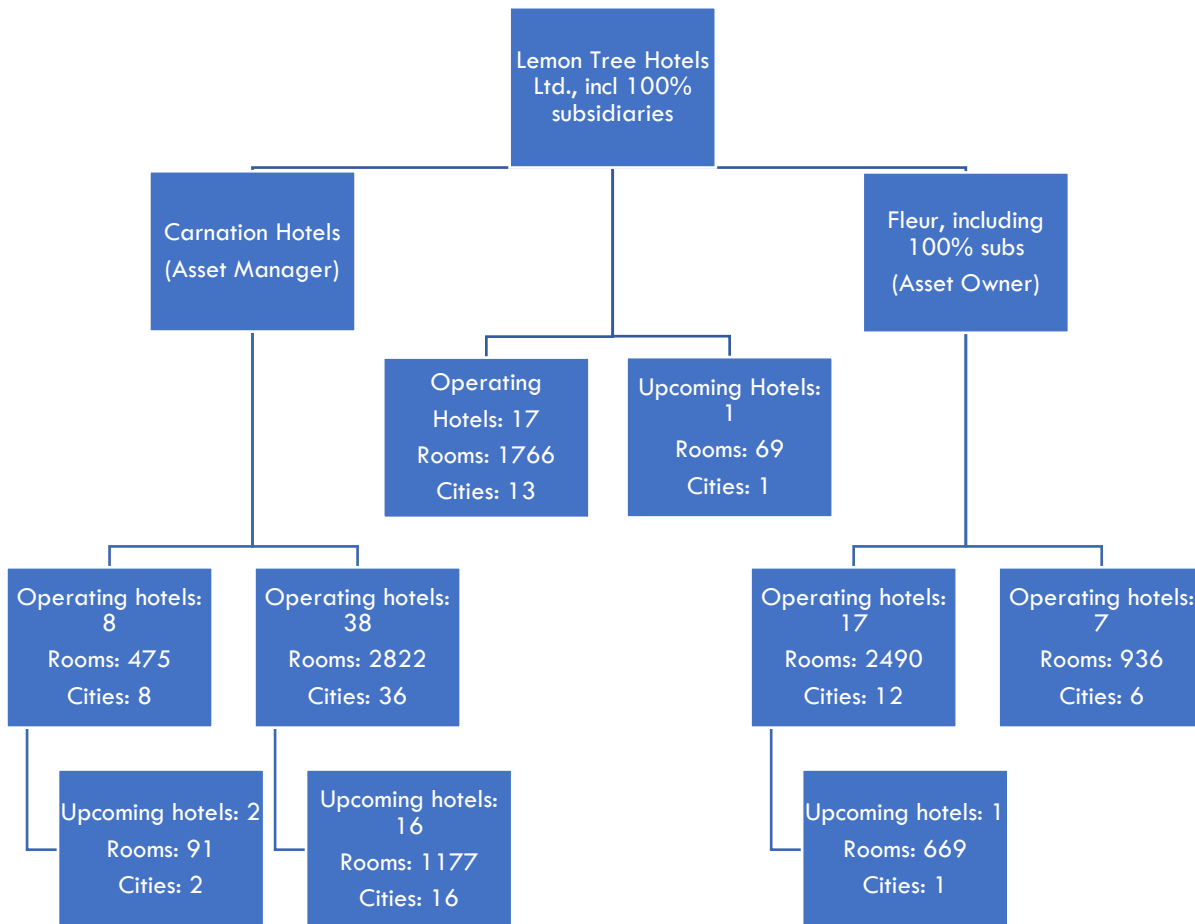 Lemon Tree Hotels
Ltd., incl 100%
subsidiaries
Carnation Hotels
(Asset Manager)
Fleur, including
100% subs
(Asset Owner)
Operating
Hotels: 17
Rooms: 1766
Cities: 13
Upcoming Hotels:
1
Rooms: 69
Cities: 1
Operating hotels:
8
Rooms: 475
Cities: 8
Operating hotels:
38
Rooms: 2822
Cities: 36
Operating hotels:
17
Rooms: 2490
Cities: 12
Operating hotels:
7
Rooms: 936
Cities: 6
Upcoming hotels: 2
Rooms: 91
Cities: 2
Upcoming hotels:
16
Rooms: 1177
Cities: 16
Upcoming hotels: 1
Rooms: 669
Cities: 1